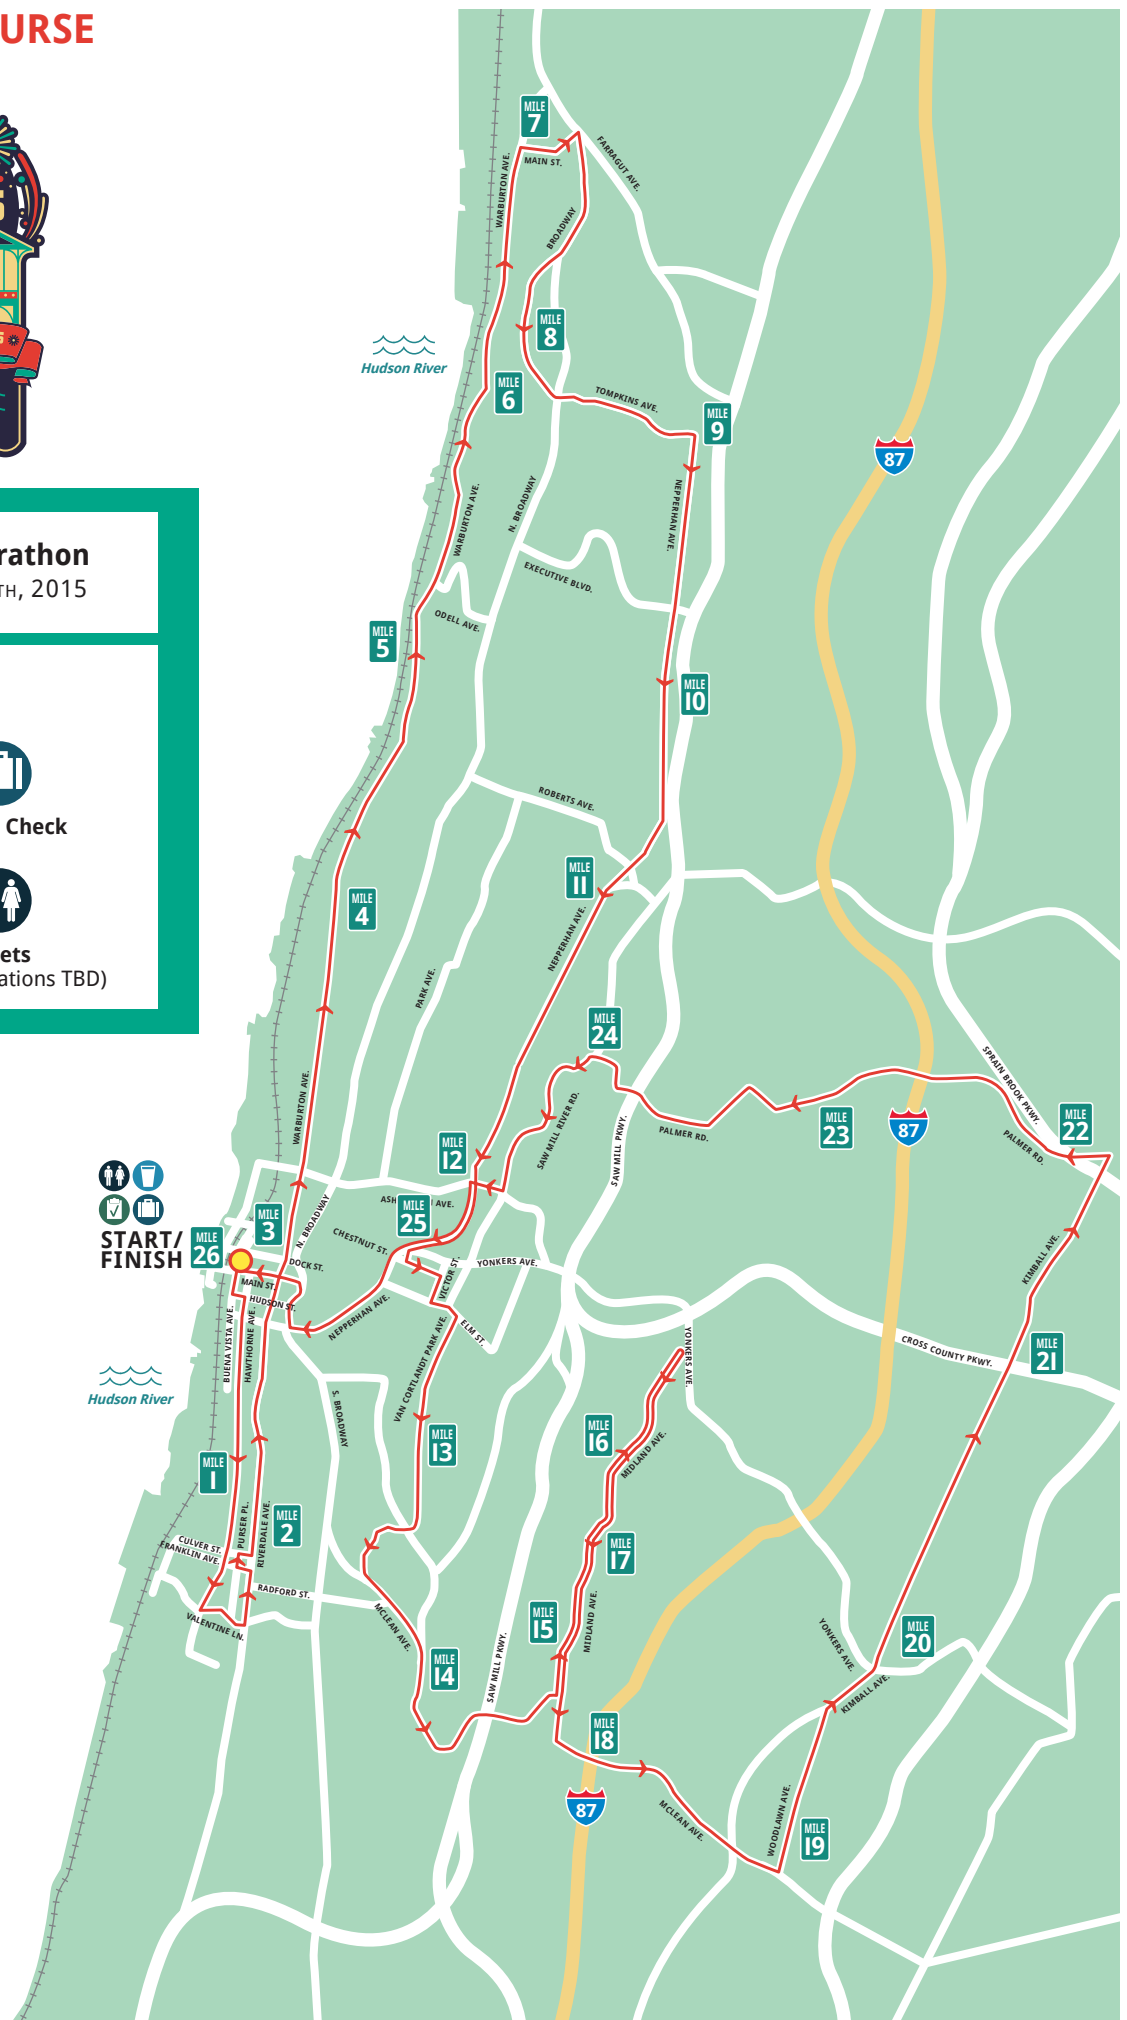 URSE
MILE
7
MAIN ST.
FARRAGUT AVE.
WARBURTON AVE.
BROADWAY
MILE
8
Hudson River
MILE
6
TOMPKINS AVE.
MILE
9
87
NEPPERHAN AVE.
N. BROADWAY
WARBURTON AVE.
rathon
TH, 2015
EXECUTIVE BLVD.
ODELL AVE.
MILE
5
MILE
10
ROBERTS AVE.
Check
MILE
11
MILE
4
NEPPERHAN AVE.
ets
ations TBD)
PARK AVE.
MILE
24
SPRAIN BROOK PKWY.
WARBURTON AVE.
SAW MILL RIVER RD.
SAW MILL PKWY.
PALMER RD.
MILE
23
87
MILE
22
PALMER RD.
MILE
12
START/
FINISH
MILE
26
MILE
3
N. BROADWAY
AVE.
MILE
25
CHESTNUT ST.
DOCK ST.
MAIN ST.
HUDSON ST.
VICTOR ST.
YONKERS AVE.
KIMBALL AVE.
NEPPERHAN AVE.
ELM ST.
BUENA VISTA AVE.
HAWTHORNE AVE.
VAN CORTLANDT PARK AVE.
YONKERS AVE.
CROSS COUNTY PKWY.
MILE
21
Hudson River
S. BROADWAY
MILE
13
MILE
16
MIDLAND AVE.
MILE
1
MILE
2
PURSER PL.
RIVERDALE AVE.
CULVER ST.
FRANKLIN AVE.
MILE
17
RADFORD ST.
VALENTINE LN.
MCLEAN AVE.
MILE
15
MIDLAND AVE.
YONKERS AVE.
MILE
20
MILE
14
SAW MILL PKWY.
KIMBALL AVE.
MILE
18
87
MCLEAN AVE.
WOODLAWN AVE.
MILE
19